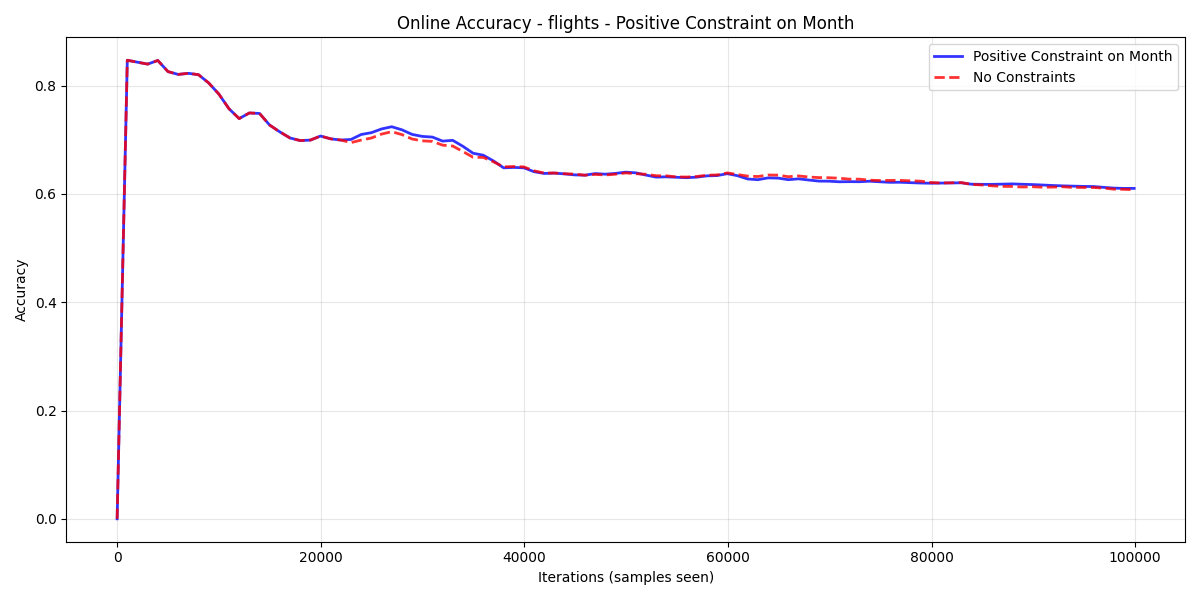 Online Accuracy - flights - Positive Constraint on Month
Positive Constraint on Month
No Constraints
Accuracy
0.8
0.6
0.4
0.2
0.0
0
20000
40000
60000
80000
100000
Iterations (samples seen)